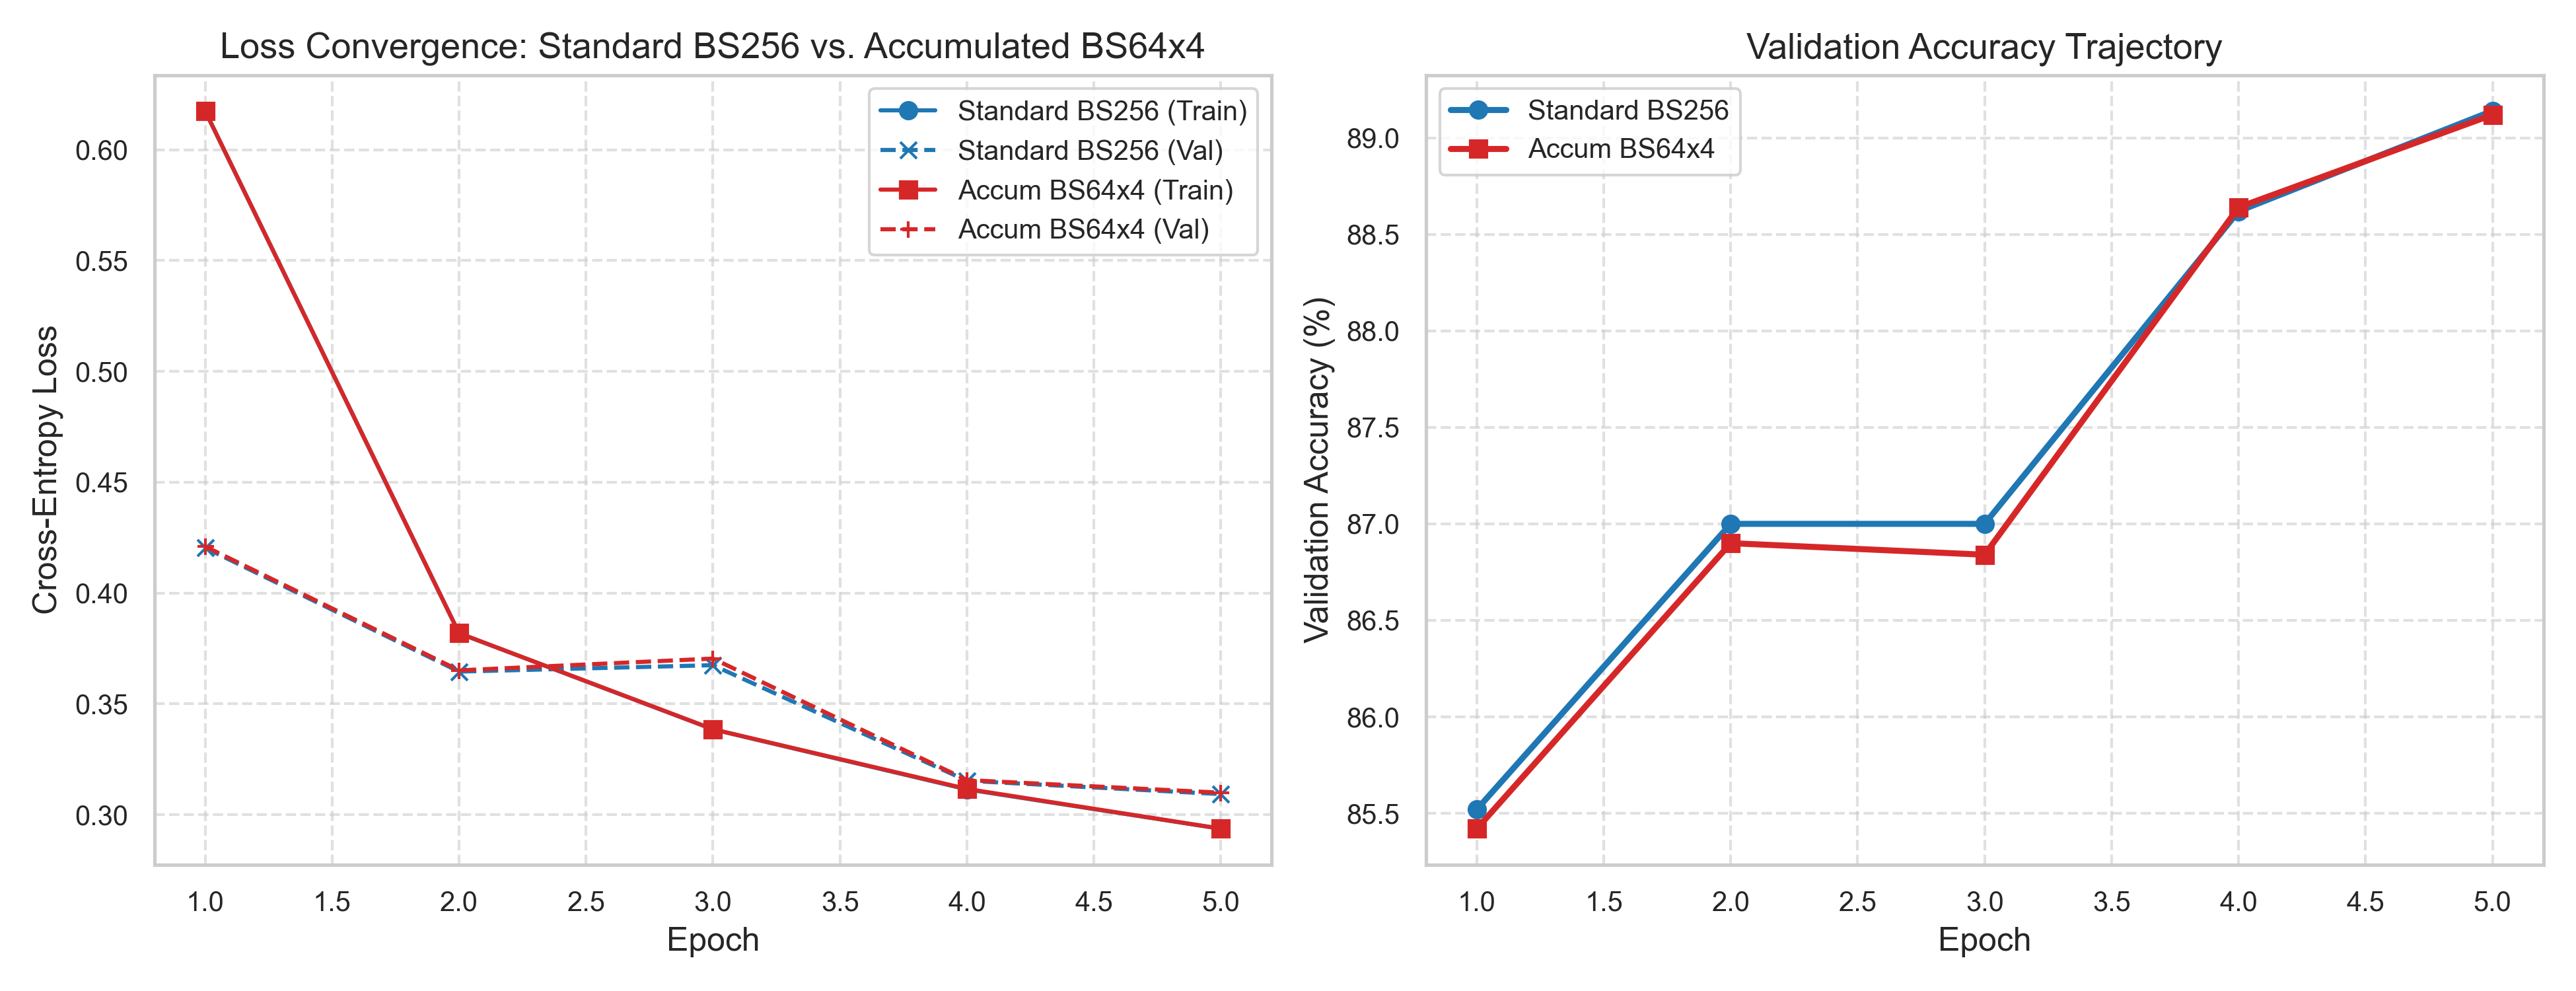 Loss Convergence: Standard BS256 vs. Accumulated BS64x4
Cross-Entropy Loss
0.60
0.55
0.50
0.45
0.40
0.35
0.30
Standard BS256 (Train)
Standard BS256 (Val)
Accum BS64x4 (Train)
Accum BS64x4 (Val)
1.0 1.5 2.0 2.5 3.0 3.5 4.0 4.5 5.0
Epoch
Validation Accuracy Trajectory
Validation Accuracy (%)
89.0
88.5
88.0
87.5
87.0
86.5
86.0
85.5
Standard BS256
Accum BS64x4
1.0 1.5 2.0 2.5 3.0 3.5 4.0 4.5 5.0
Epoch